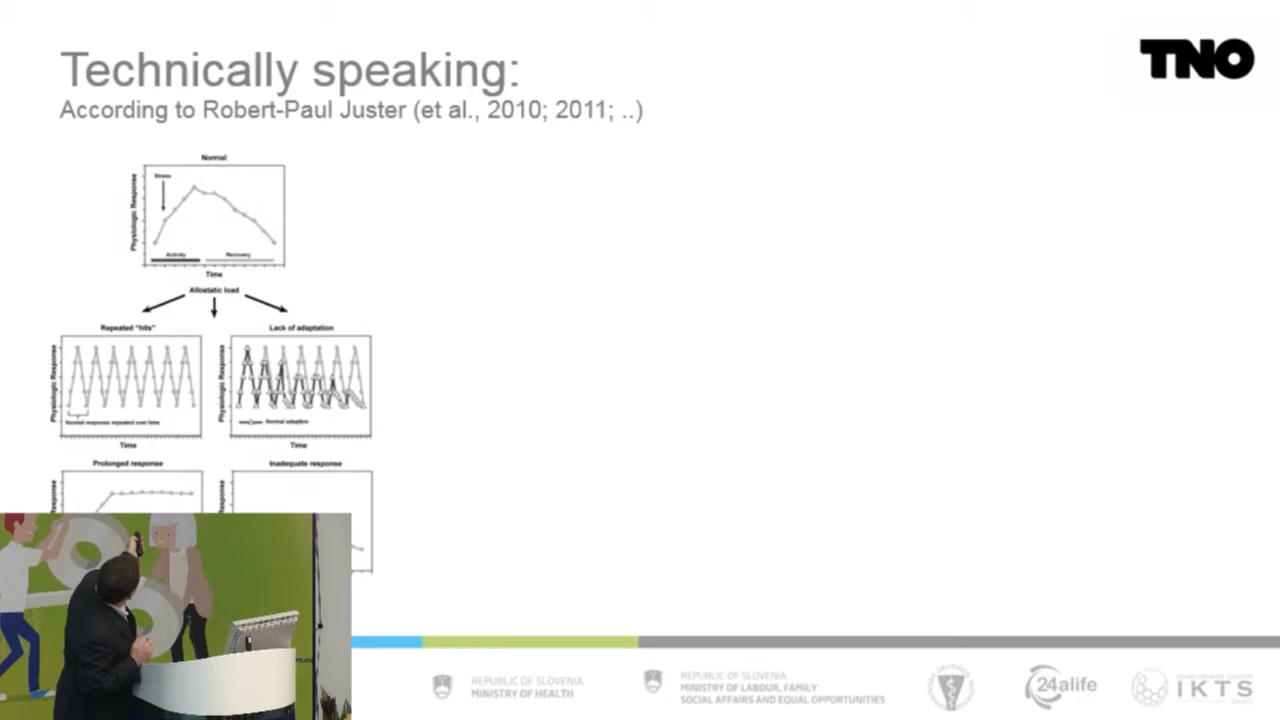 Technically speaking:
According to Robert-Paul Juster (et al., 2010; 2011; ..)
TNO
Normal
Physiologic Response
Stress
Activity
Recovery
Time
Allostatic load
Repeated "hits"
Lack of adaptation
Physiologic Response
Normal response repeated over time
Time
Physiologic Response
Normal adaption
Time
Prolonged response
Inadequate response
Response
Response
REPUBLIC OF SLOVENIA
MINISTRY OF HEALTH
REPUBLIC OF SLOVENIA
MINISTRY OF LABOUR, FAMILY
SOCIAL AFFAIRS AND EQUAL OPPORTUNITIES
24alife
IKTS